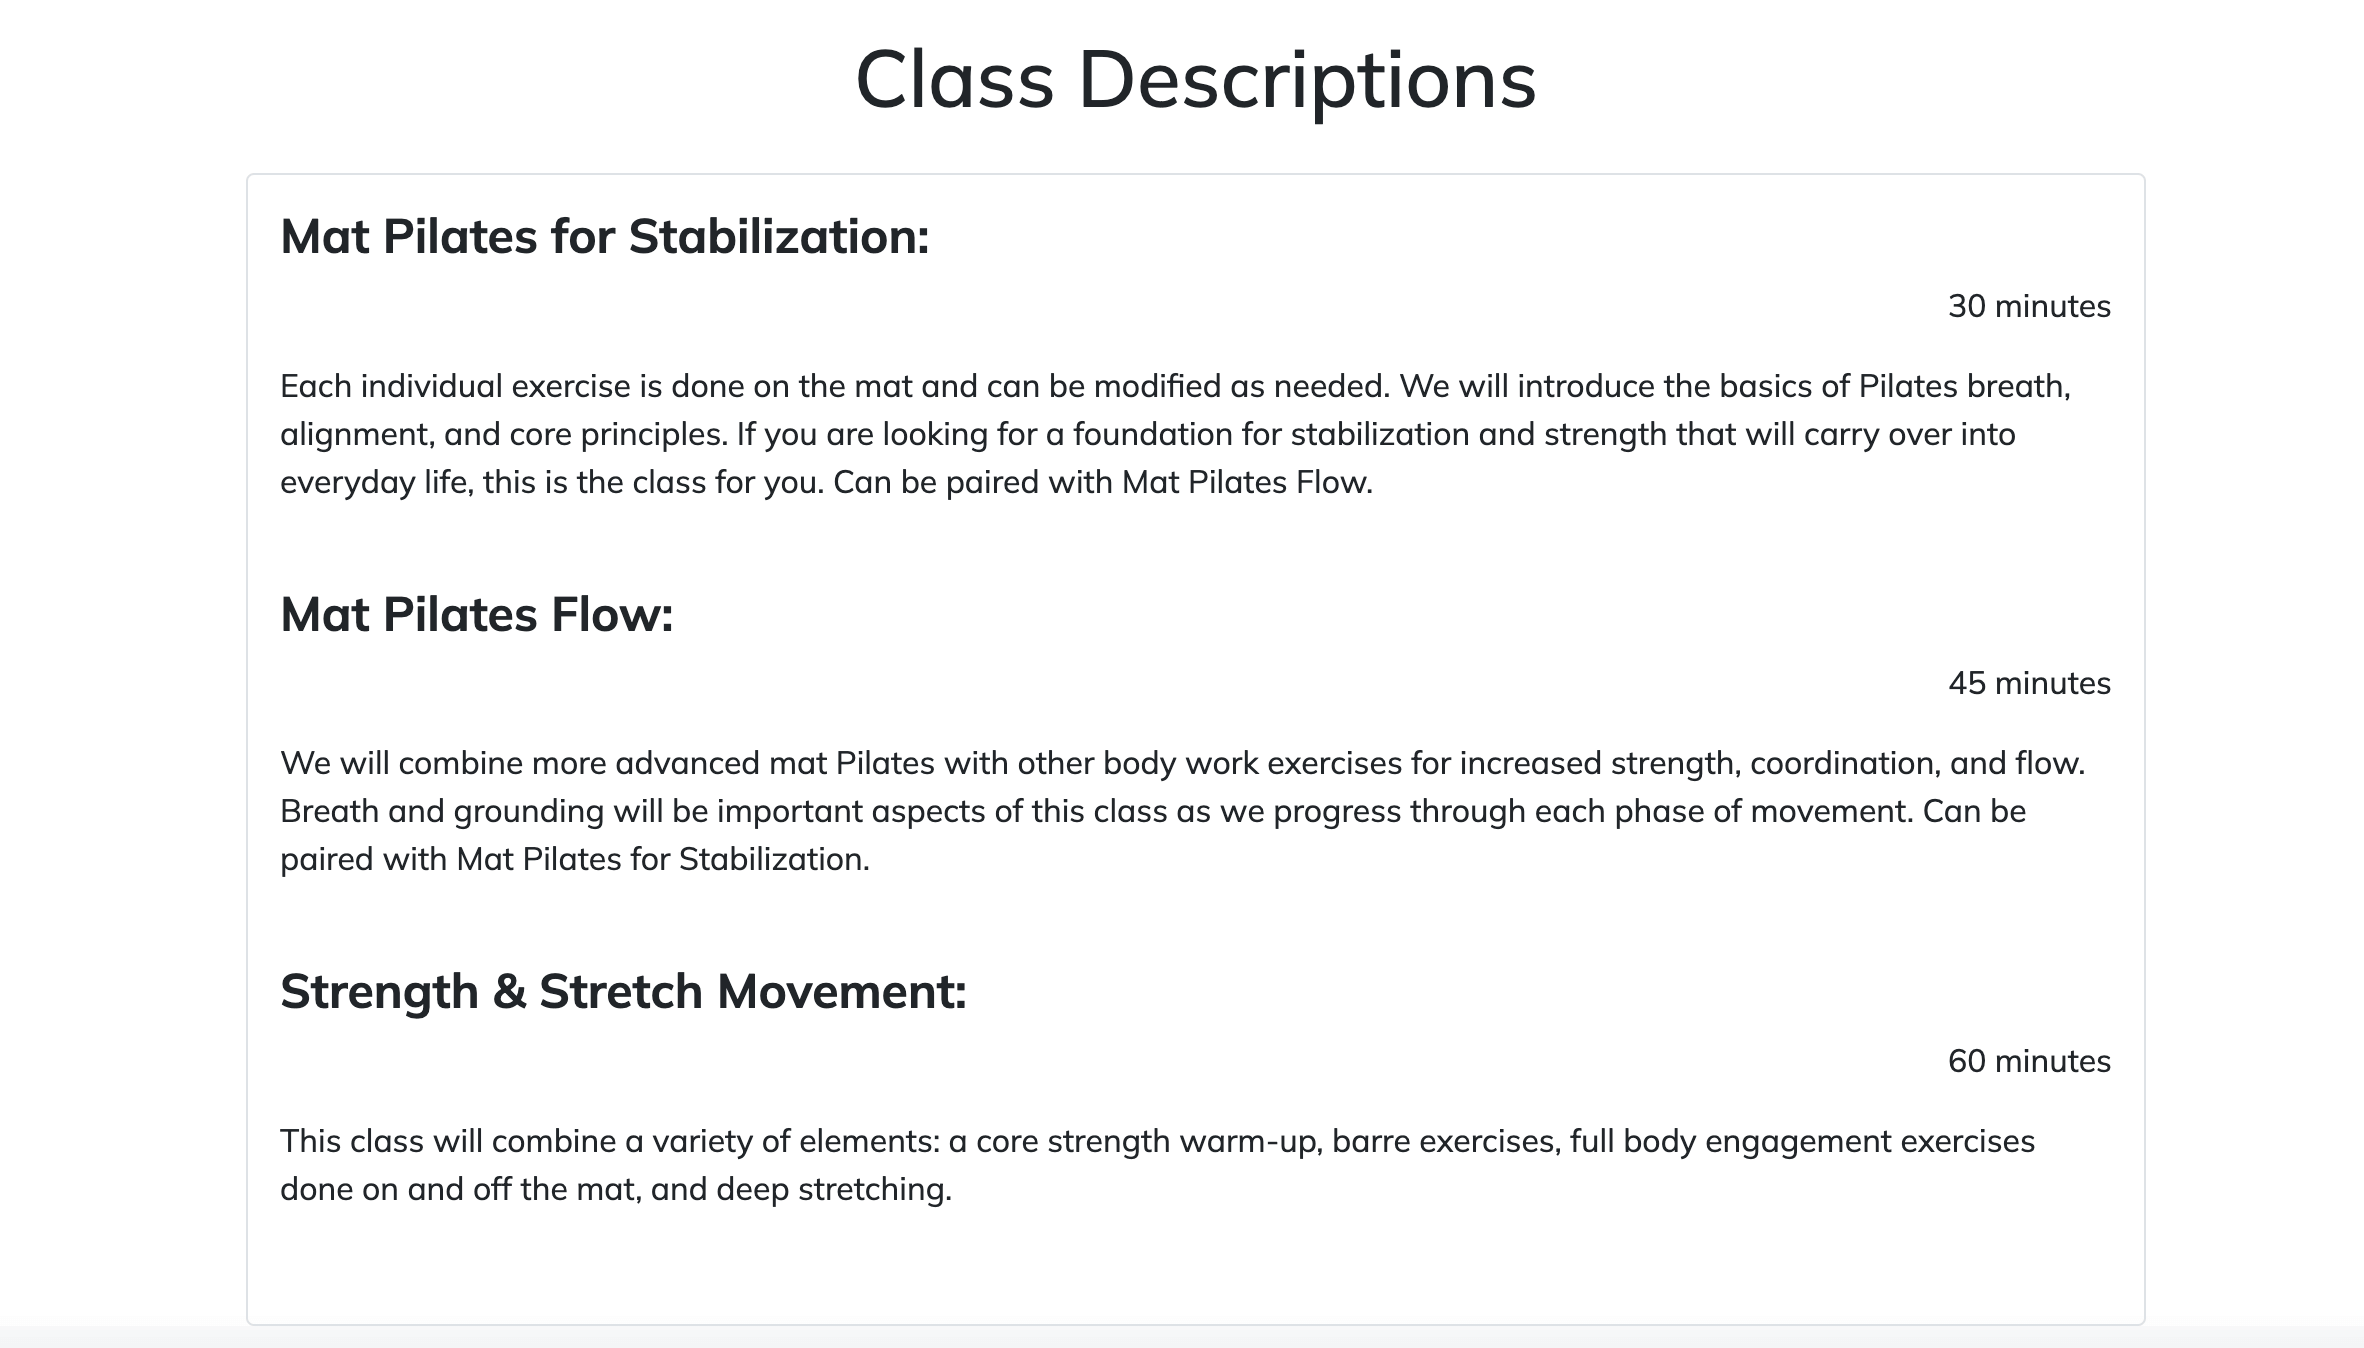 Class Descriptions
Mat Pilates for Stabilization:
30 minutes
Each individual exercise is done on the mat and can be modified as needed. We will introduce the basics of Pilates breath,
alignment, and core principles. If you are looking for a foundation for stabilization and strength that will carry over into
everyday life, this is the class for you. Can be paired with Mat Pilates Flow.
Mat Pilates Flow:
45 minutes
We will combine more advanced mat Pilates with other body work exercises for increased strength, coordination, and flow.
Breath and grounding will be important aspects of this class as we progress through each phase of movement. Can be
paired with Mat Pilates for Stabilization.
Strength & Stretch Movement:
60 minutes
This class will combine a variety of elements: a core strength warm-up, barre exercises, full body engagement exercises
done on and off the mat, and deep stretching.